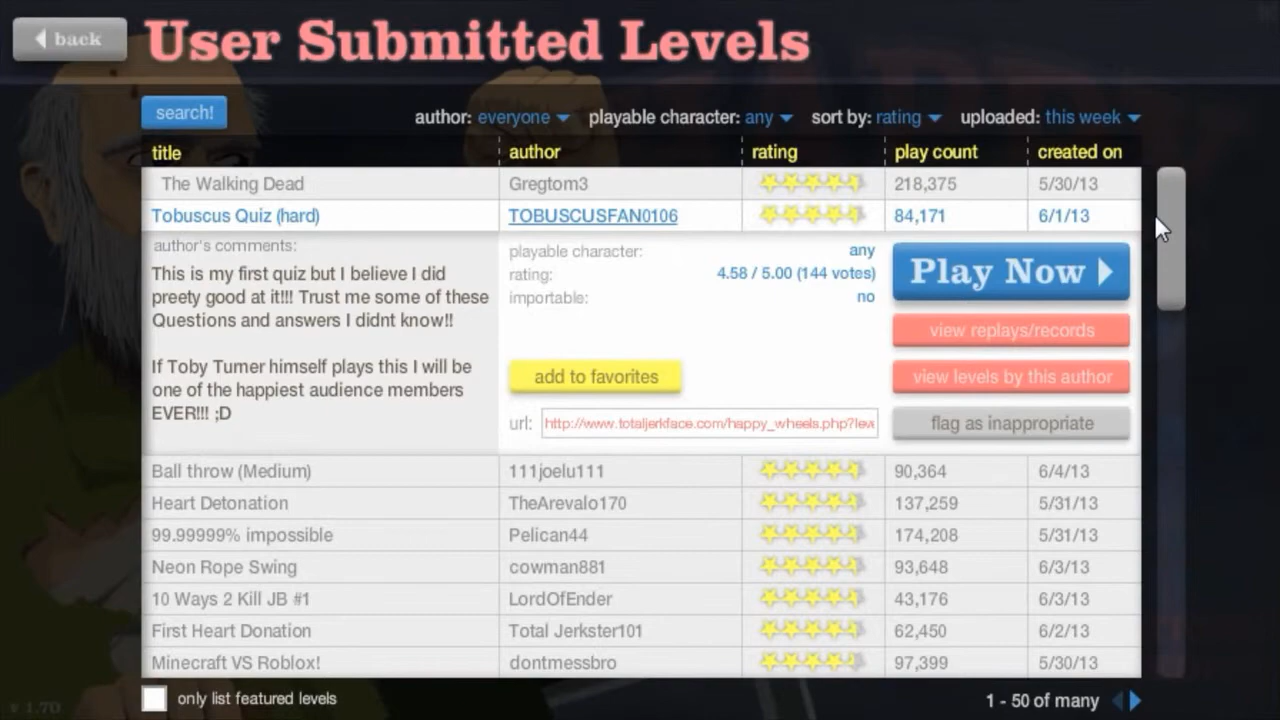 back
User Submitted Levels
search!
author: everyone playable character: any sort by: rating uploaded: this week
title author rating play count created on
The Walking Dead Gregtom3 218,375 5/30/13
Tobuscus Quiz (hard) TOBUSCUSFAN0106 84,171 6/1/13
author's comments:
This is my first quiz but I believe I did
preety good at it!!! Trust me some of these
Questions and answers I didnt know!!
If Toby Turner himself plays this I will be
one of the happiest audience members
EVER!!! ;D
playable character: any
rating: 4.58 / 5.00 (144 votes)
importable: no
add to favorites
url: http://www.totaljerkface.com/happy_wheels.php?lev
Play Now
view replays/records
view levels by this author
flag as inappropriate
Ball throw (Medium) 111joelu111 90,364 6/4/13
Heart Detonation TheArevalo170 137,259 5/31/13
99.99999% impossible Pelican44 174,208 5/31/13
Neon Rope Swing cowman881 93,648 6/3/13
10 Ways 2 Kill JB #1 LordOfEnder 43,176 6/3/13
First Heart Donation Total Jerkster101 62,450 6/2/13
Minecraft VS Roblox! dontmessbro 97,399 5/30/13
only list featured levels
1 - 50 of many
v 1.70